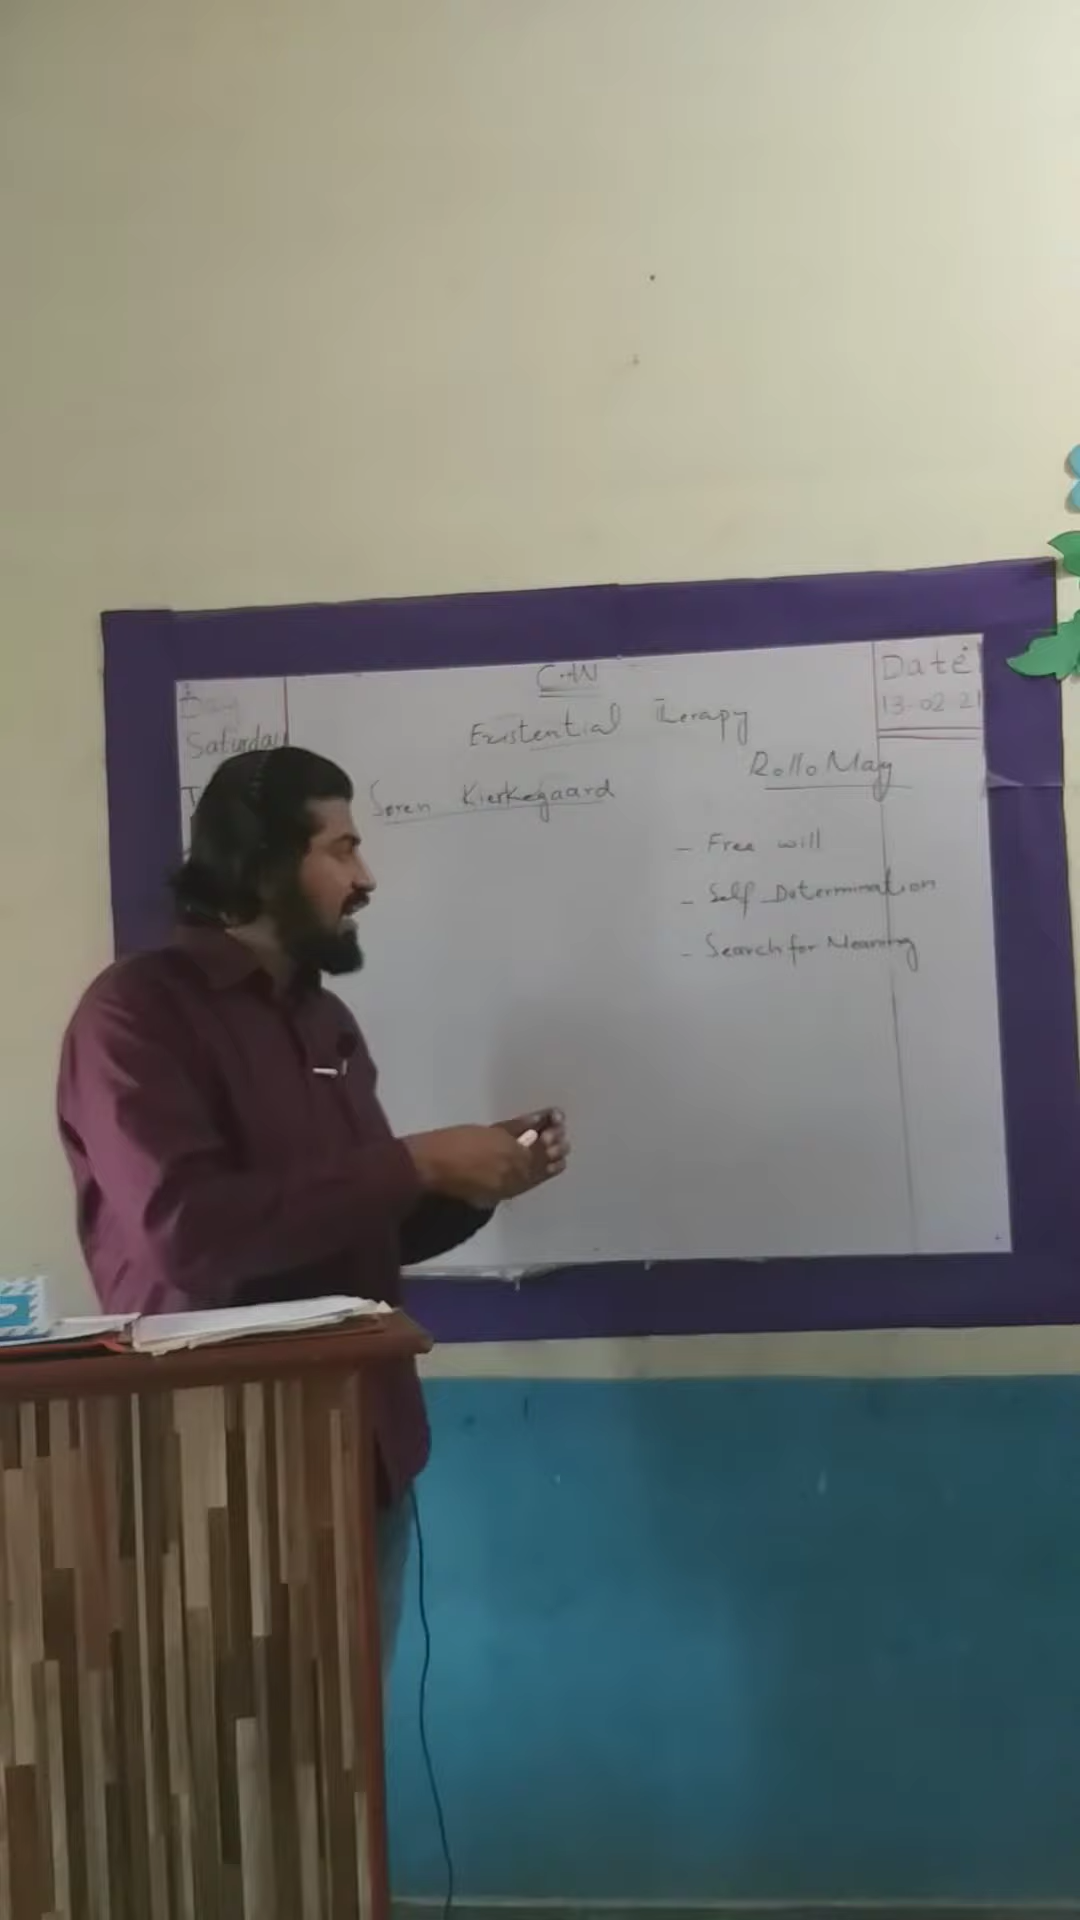 Day
Saturday
C.W
Existential Therapy
Date
13-02-21
Rollo May
Soren Kierkegaard
- Free will
- Self Determination
- Search for Meaning